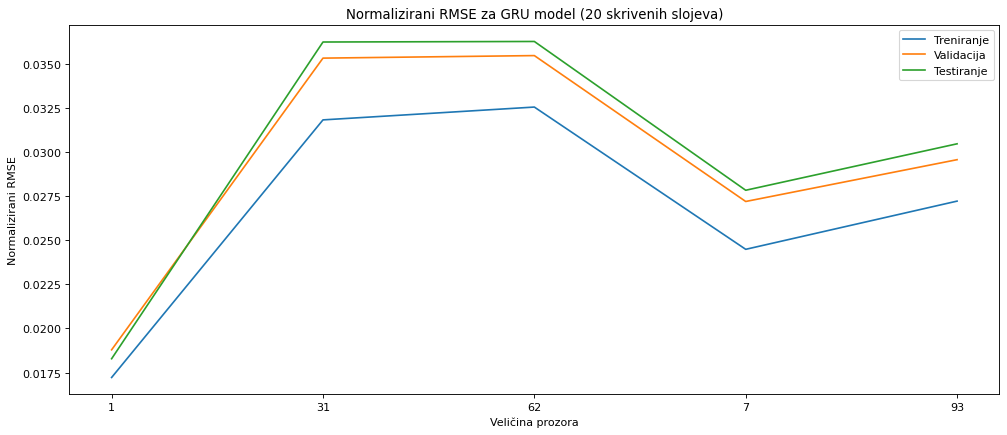 Normalizirani RMSE za GRU model (20 skrivenih slojeva)
Treniranje
Validacija
Testiranje
Normalizirani RMSE
0.0350
0.0325
0.0300
0.0275
0.0250
0.0225
0.0200
0.0175
1 31 62 7 93
Veličina prozora